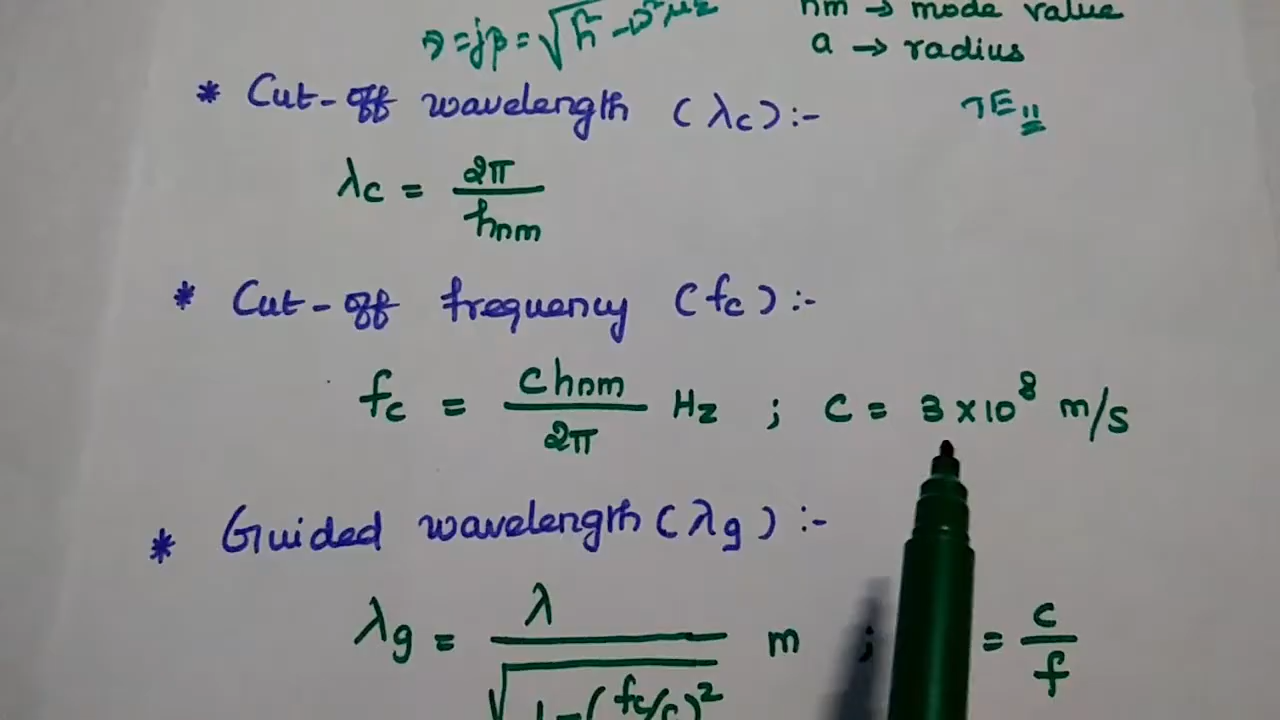 γ = jβ = √h² - ω²με
nm → mode value
a → radius
* Cut-off wavelength (λc) :-
TE11
λc = 2π / hnm
* Cut-off frequency (fc) :-
fc = c hnm / 2π Hz ; c = 3 × 10⁸ m/s
* Guided wavelength (λg) :-
λg = λ / √1 - (fc/ )² m ; = c / f